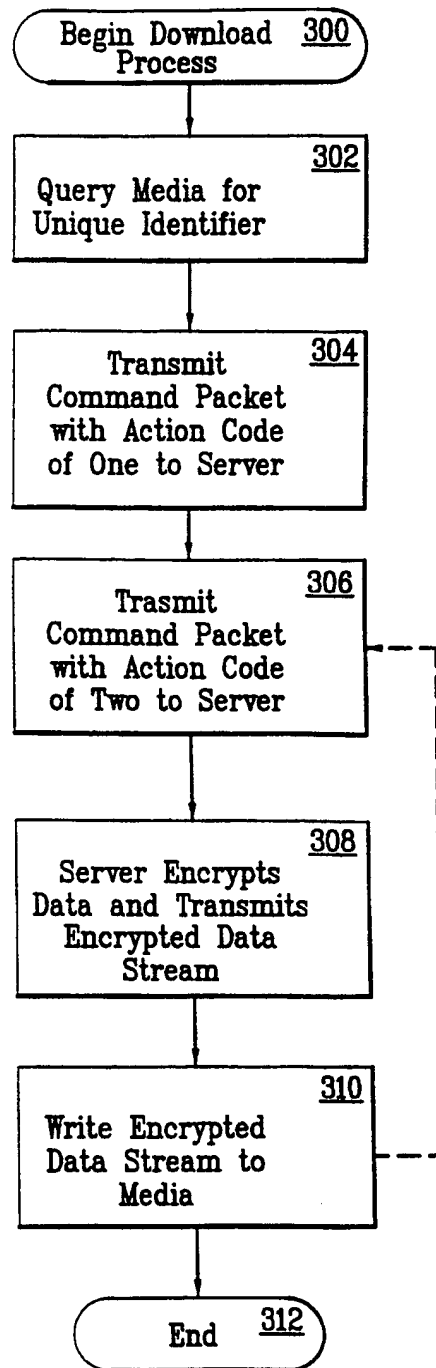 Begin Download 300
Process
302
Query Media for
Unique Identifier
304
Transmit
Command Packet
with Action Code
of One to Server
306
Trasmit
Command Packet
with Action Code
of Two to Server
308
Server Encrypts
Data and Transmits
Encrypted Data
Stream
310
Write Encrypted
Data Stream to
Media
End 312